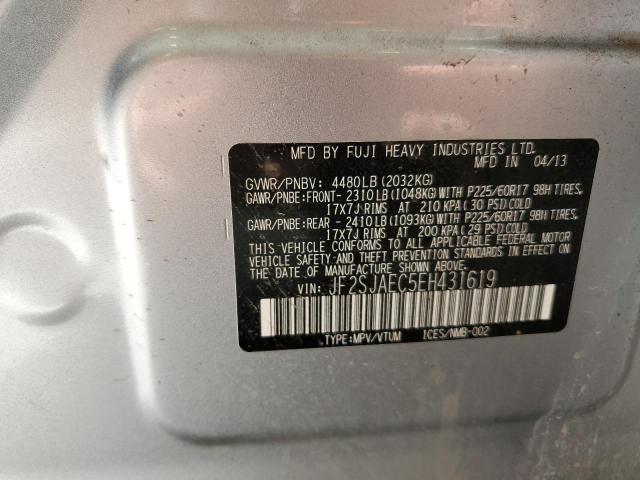 MFD BY FUJI HEAVY INDUSTRIES LTD.
MFD IN 04/13
GVWR/PNBV: 4480LB (2032KG)
GAWR/PNBE:FRONT- 2310LB (1048KG) WITH P225/60R17 98H TIRES,
17X7J RIMS AT 210 KPA (30 PSI) COLD
GAWR/PNBE:REAR - 2410LB (1093KG) WITH P225/60R17 98H TIRES,
17X7J RIMS AT 200 KPA (29 PSI) COLD
THIS VEHICLE CONFORMS TO ALL APPLICABLE FEDERAL MOTOR
VEHICLE SAFETY AND THEFT PREVENTION STANDARDS IN EFFECT ON
THE DATE OF MANUFACTURE SHOWN ABOVE.
VIN: JF2SJAEC5EH431619
TYPE:MPV/VTUM ICES/NMB-002